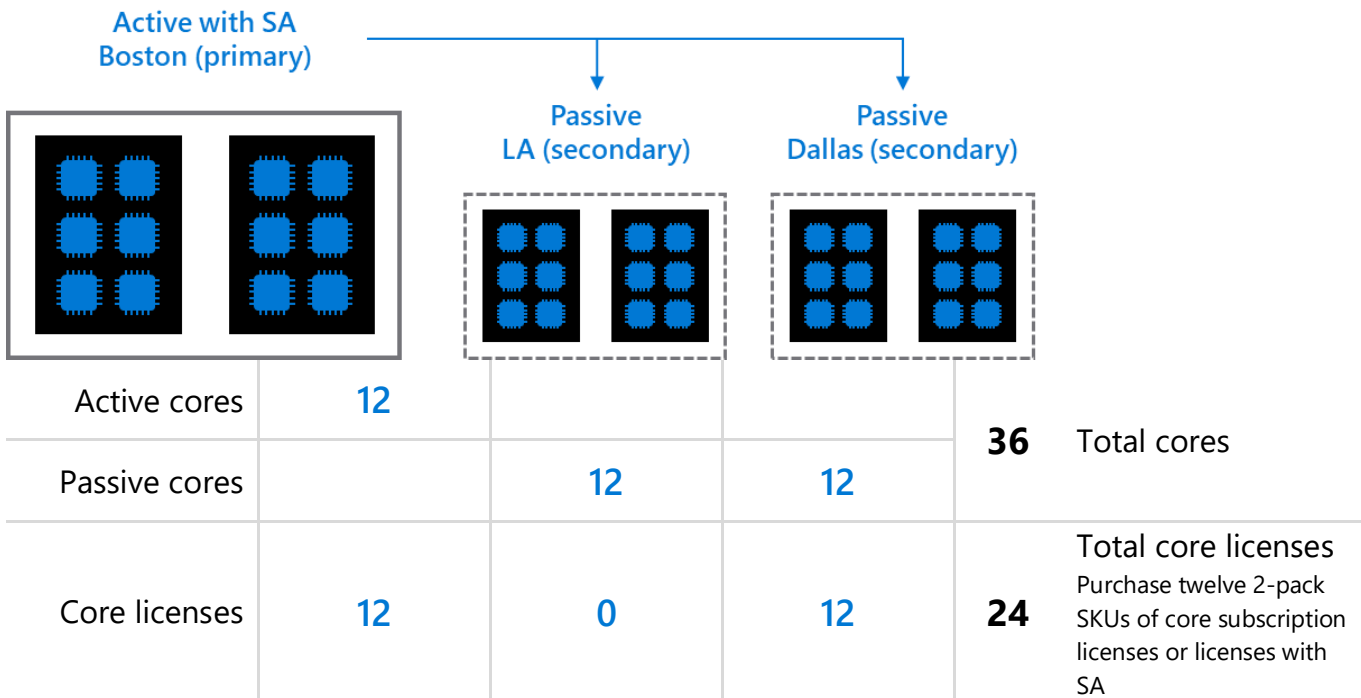 Active with SA
Boston (primary)
Passive
LA (secondary)
Passive
Dallas (secondary)
Active cores
12
36
Total cores
Passive cores
12
12
Core licenses
12
0
12
24
Total core licenses
Purchase twelve 2-pack
SKUs of core subscription
licenses or licenses with
SA